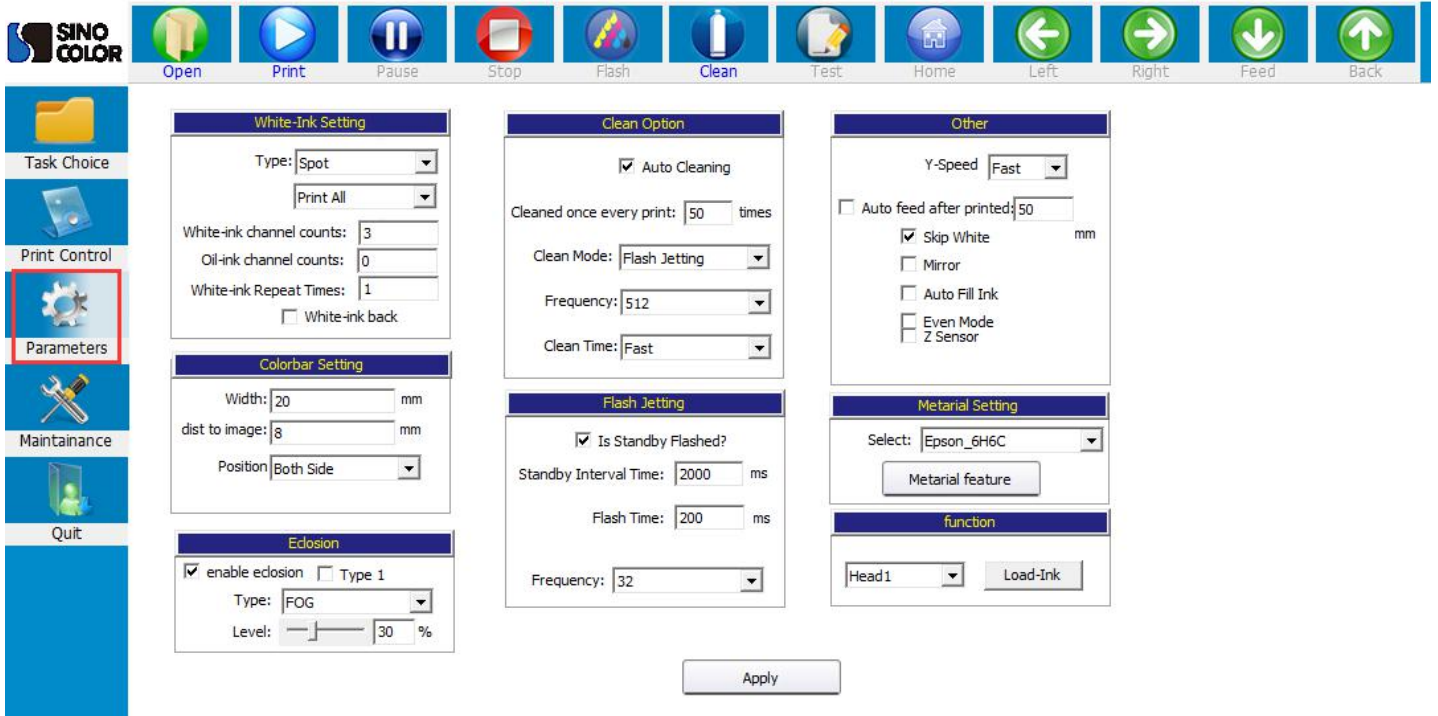 SINO
COLOR
Open
Print
Pause
Stop
Flash
Clean
Test
Home
Left
Right
Feed
Back
Task Choice
Print Control
Parameters
Maintainance
Quit
White-Ink Setting
Type: Spot
Print All
White-ink channel counts: 3
Oil-ink channel counts: 0
White-ink Repeat Times: 1
White-ink back
Colorbar Setting
Width: 20 mm
dist to image: 8 mm
Position Both Side
Eclosion
enable eclosion Type 1
Type: FOG
Level: 30 %
Clean Option
Auto Cleaning
Cleaned once every print: 50 times
Clean Mode: Flash Jetting
Frequency: 512
Clean Time: Fast
Flash Jetting
Is Standby Flashed?
Standby Interval Time: 2000 ms
Flash Time: 200 ms
Frequency: 32
Other
Y-Speed Fast
Auto feed after printed: 50
Skip White mm
Mirror
Auto Fill Ink
Even Mode
Z Sensor
Metarial Setting
Select: Epson_6H6C
Metarial feature
function
Head1 Load-Ink
Apply